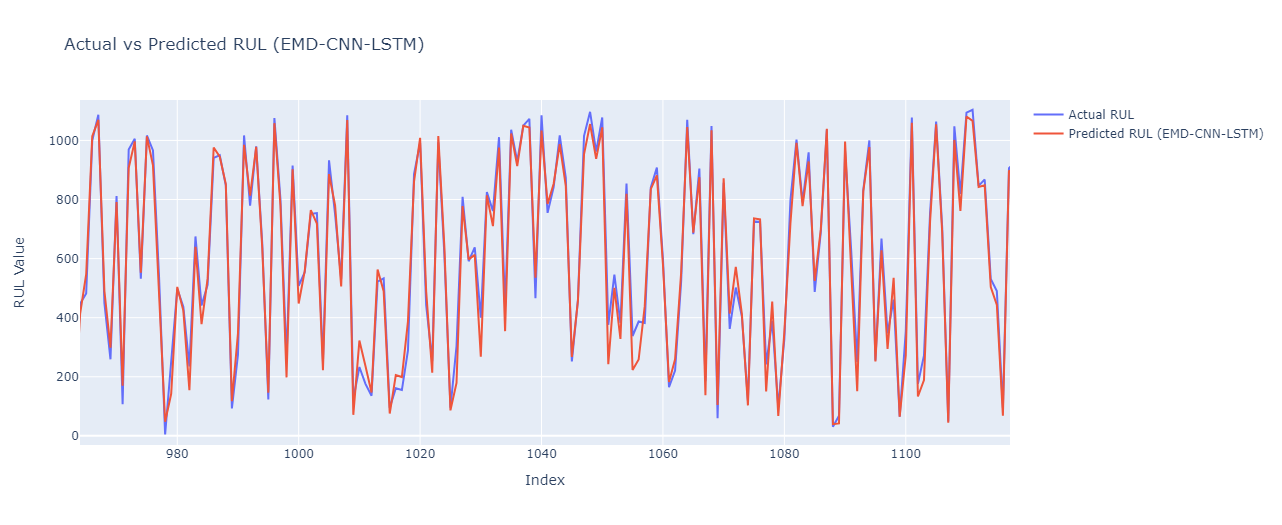 Actual vs Predicted RUL (EMD-CNN-LSTM)
Actual RUL
Predicted RUL (EMD-CNN-LSTM)
RUL Value
1000
800
600
400
200
0
980
1000
1020
1040
1060
1080
1100
Index